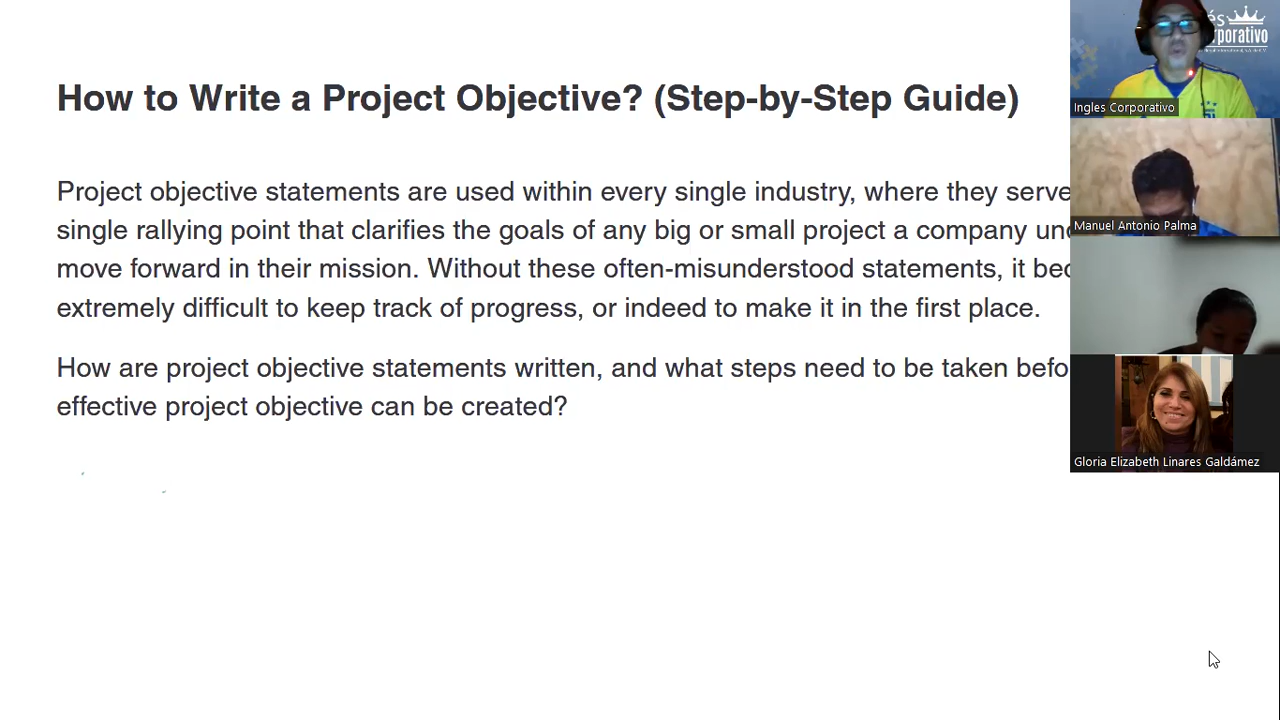 How to Write a Project Objective? (Step-by-Step Guide)
Project objective statements are used within every single industry, where they serve
single rallying point that clarifies the goals of any big or small project a company
move forward in their mission. Without these often-misunderstood statements, it
extremely difficult to keep track of progress, or indeed to make it in the first place.
How are project objective statements written, and what steps need to be taken
effective project objective can be created?
Ingles Corporativo
Manuel Antonio Palma
Gloria Elizabeth Linares Galdámez